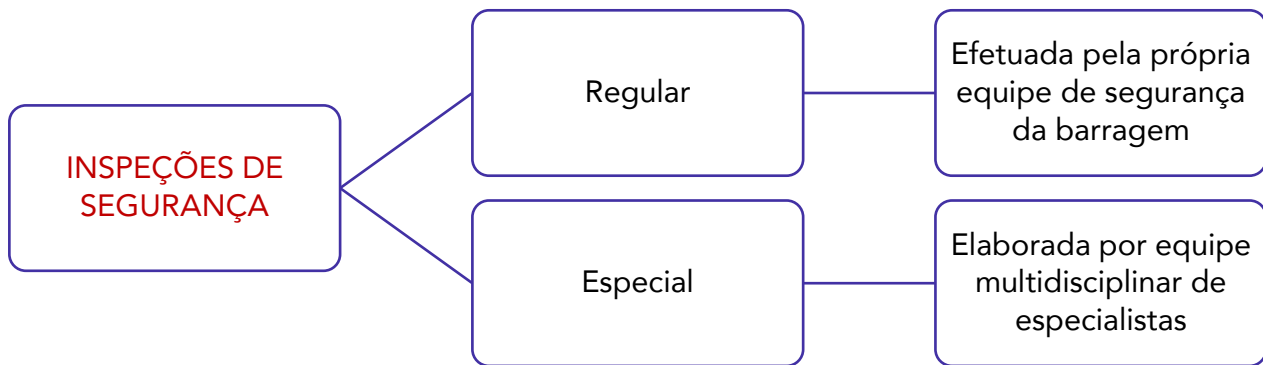 INSPEÇÕES DE
SEGURANÇA
Regular
Efetuada pela própria
equipe de segurança
da barragem
Especial
Elaborada por equipe
multidisciplinar de
especialistas